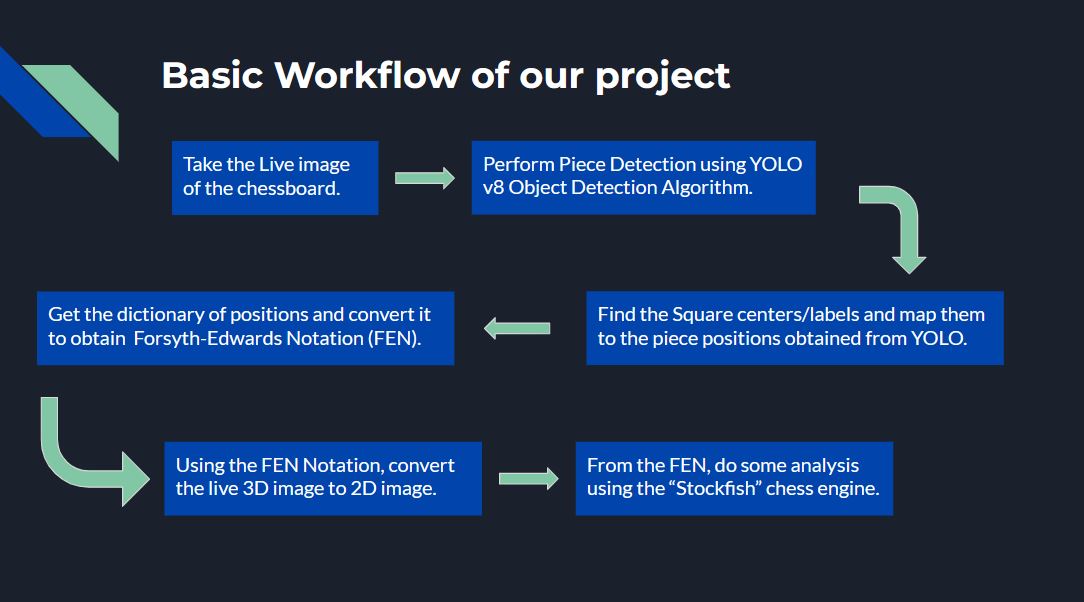 Basic Workflow of our project
Take the Live image
of the chessboard.
Perform Piece Detection using YOLO
v8 Object Detection Algorithm.
Find the Square centers/labels and map them
to the piece positions obtained from YOLO.
Get the dictionary of positions and convert it
to obtain  Forsyth-Edwards Notation (FEN).
Using the FEN Notation, convert
the live 3D image to 2D image.
From the FEN, do some analysis
using the “Stockfish” chess engine.